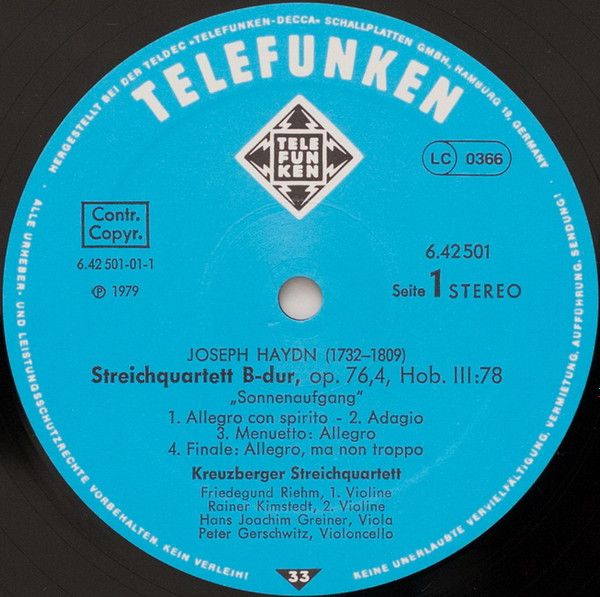 HERGESTELLT BEI DER TELDEC »TELEFUNKEN-DECCA« SCHALLPLATTEN GMBH., HAMBURG 19, GERMANY
TELEFUNKEN
TELE
FUN
KEN
LC 0366
Contr.
Copyr.
6.42 501-01-1
Ⓟ 1979
6.42 501
Seite 1 STEREO
JOSEPH HAYDN (1732–1809)
Streichquartett B-dur, op. 76,4, Hob. III:78
„Sonnenaufgang"
1. Allegro con spirito - 2. Adagio
3. Menuetto: Allegro
4. Finale: Allegro, ma non troppo
Kreuzberger Streichquartett
Friedegund Riehm, 1. Violine
Rainer Kimstedt, 2. Violine
Hans Joachim Greiner, Viola
Peter Gerschwitz, Violoncello
33
ALLE URHEBER- UND LEISTUNGSSCHUTZRECHTE VORBEHALTEN. KEIN VERLEIH! KEINE UNERLAUBTE VERVIELFÄLTIGUNG, VERMIETUNG, AUFFÜHRUNG, SENDUNG!